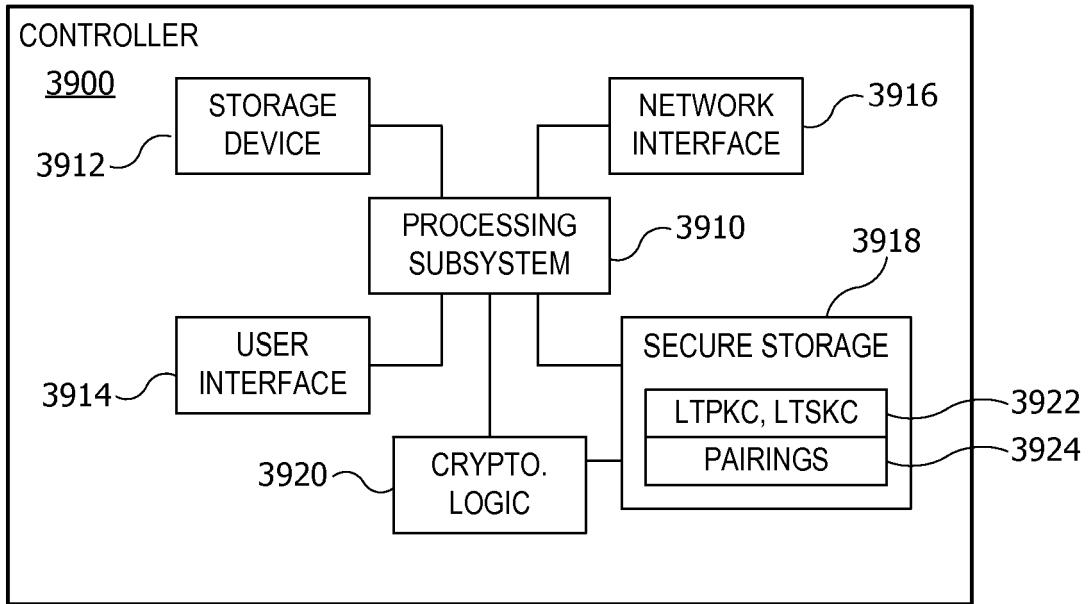 CONTROLLER
3900
STORAGE
DEVICE
3912
NETWORK
INTERFACE
3916
PROCESSING
SUBSYSTEM
3910
3918
USER
INTERFACE
3914
SECURE STORAGE
LTPKC, LTSKC
3922
PAIRINGS
3924
CRYPTO.
LOGIC
3920